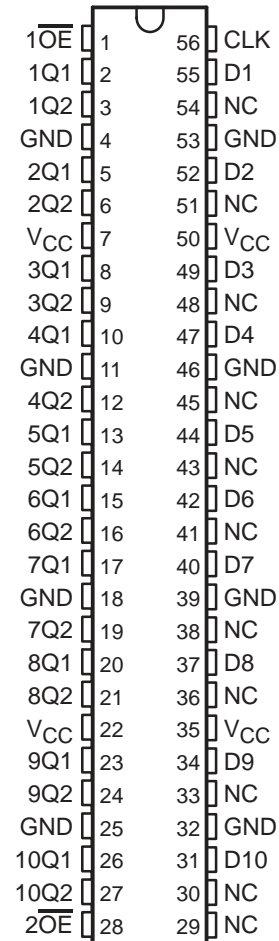 1O̅E̅ 1 56 CLK
1Q1 2 55 D1
1Q2 3 54 NC
GND 4 53 GND
2Q1 5 52 D2
2Q2 6 51 NC
VCC 7 50 VCC
3Q1 8 49 D3
3Q2 9 48 NC
4Q1 10 47 D4
GND 11 46 GND
4Q2 12 45 NC
5Q1 13 44 D5
5Q2 14 43 NC
6Q1 15 42 D6
6Q2 16 41 NC
7Q1 17 40 D7
GND 18 39 GND
7Q2 19 38 NC
8Q1 20 37 D8
8Q2 21 36 NC
VCC 22 35 VCC
9Q1 23 34 D9
9Q2 24 33 NC
GND 25 32 GND
10Q1 26 31 D10
10Q2 27 30 NC
2O̅E̅ 28 29 NC